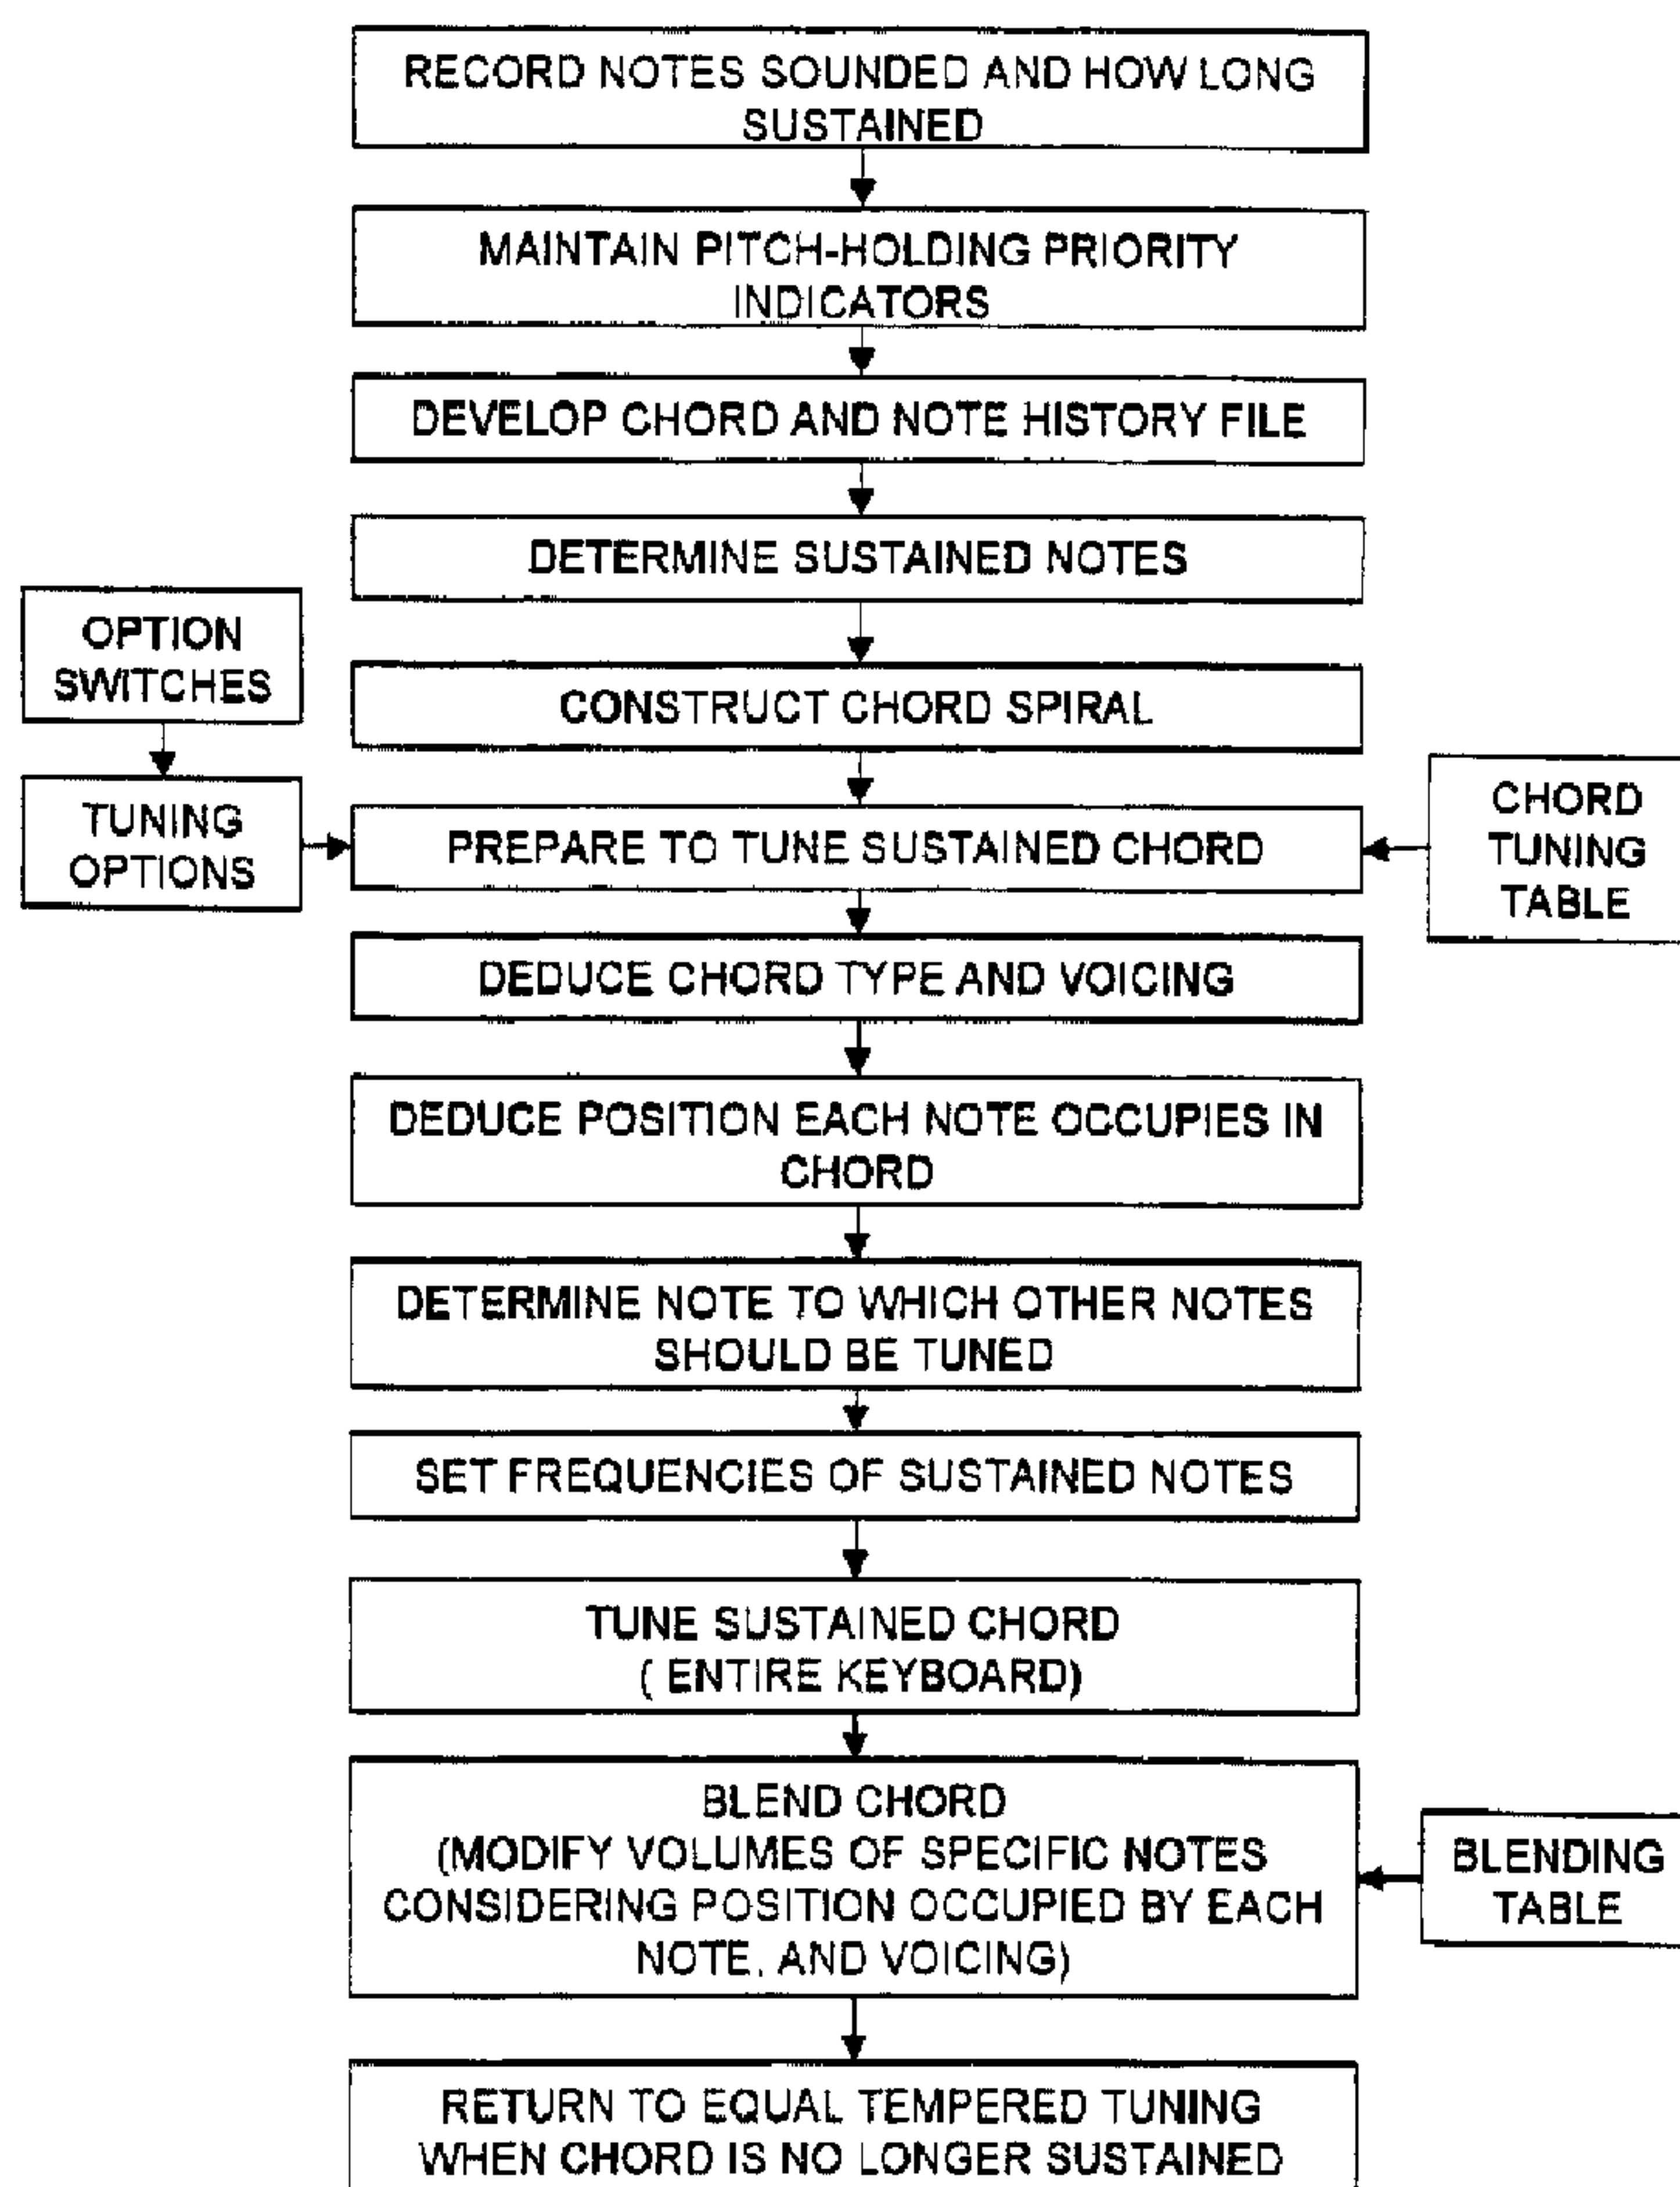 RECORD NOTES SOUNDED AND HOW LONG
SUSTAINED
MAINTAIN PITCH-HOLDING PRIORITY
INDICATORS
DEVELOP CHORD AND NOTE HISTORY FILE
DETERMINE SUSTAINED NOTES
OPTION
SWITCHES
CONSTRUCT CHORD SPIRAL
TUNING
OPTIONS
PREPARE TO TUNE SUSTAINED CHORD
CHORD
TUNING
TABLE
DEDUCE CHORD TYPE AND VOICING
DEDUCE POSITION EACH NOTE OCCUPIES IN
CHORD
DETERMINE NOTE TO WHICH OTHER NOTES
SHOULD BE TUNED
SET FREQUENCIES OF SUSTAINED NOTES
TUNE SUSTAINED CHORD
( ENTIRE KEYBOARD)
BLEND CHORD
(MODIFY VOLUMES OF SPECIFIC NOTES
CONSIDERING POSITION OCCUPIED BY EACH
NOTE, AND VOICING)
BLENDING
TABLE
RETURN TO EQUAL TEMPERED TUNING
WHEN CHORD IS NO LONGER SUSTAINED